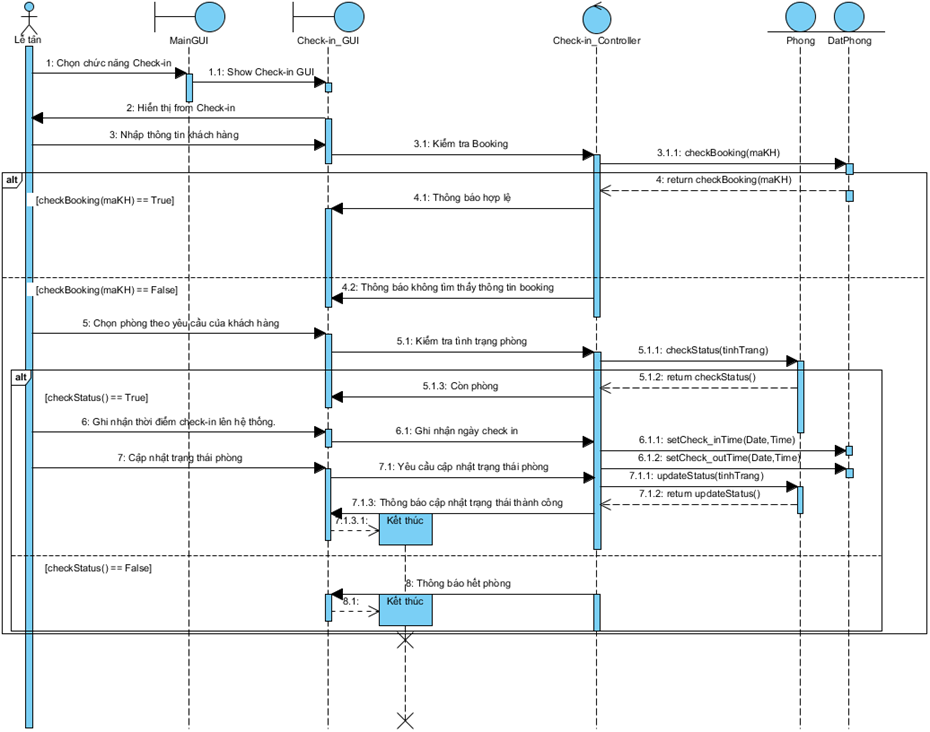 Lễ tân
MainGUI
Check-in_GUI
Check-in_Controller
Phong
DatPhong
1: Chọn chức năng Check-in
1.1: Show Check-in GUI
2: Hiển thị from Check-in
3: Nhập thông tin khách hàng
3.1: Kiểm tra Booking
3.1.1: checkBooking(maKH)
alt
4: return checkBooking(maKH)
[checkBooking(maKH) == True]
4.1: Thông báo hợp lệ
[checkBooking(maKH) == False]
4.2: Thông báo không tìm thấy thông tin booking
5: Chọn phòng theo yêu cầu của khách hàng
5.1: Kiểm tra tình trạng phòng
5.1.1: checkStatus(tinhTrang)
alt
5.1.2: return checkStatus()
5.1.3: Còn phòng
[checkStatus() == True]
6: Ghi nhận thời điểm check-in lên hệ thống.
6.1: Ghi nhận ngày check in
6.1.1: setCheck_inTime(Date,Time)
6.1.2: setCheck_outTime(Date,Time)
7: Cập nhật trạng thái phòng
7.1: Yêu cầu cập nhật trạng thái phòng
7.1.1: updateStatus(tinhTrang)
7.1.2: return updateStatus()
7.1.3: Thông báo cập nhật trạng thái thành công
7.1.3.1:
Kết thúc
[checkStatus() == False]
8: Thông báo hết phòng
8.1:
Kết thúc